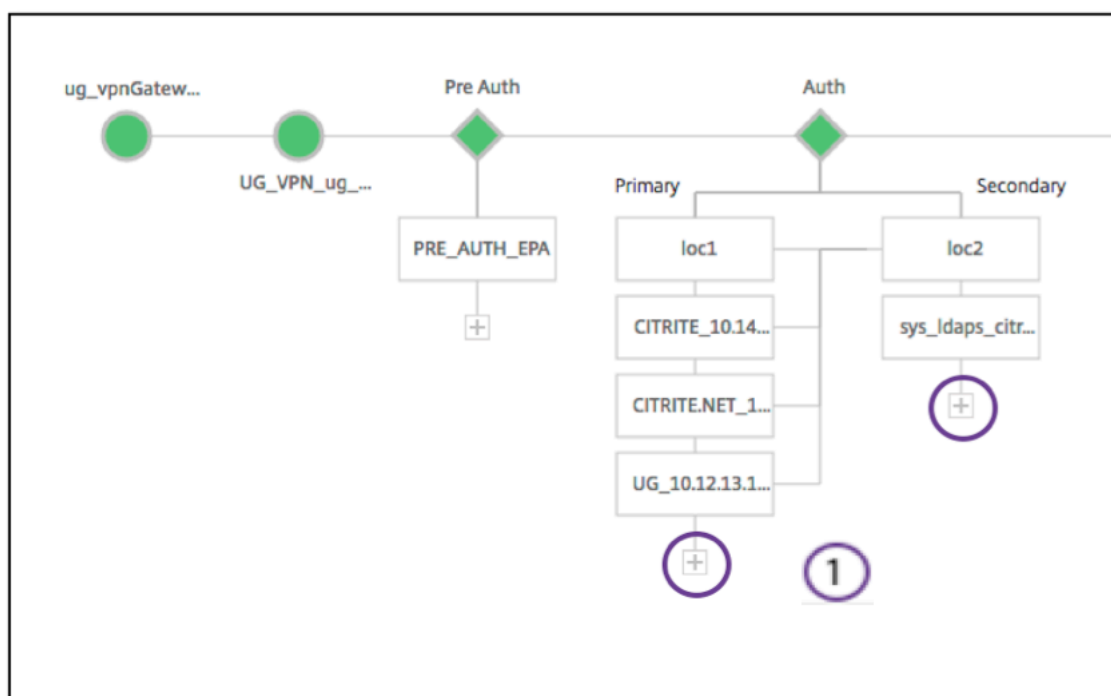 ug_vpnGatew...
Pre Auth
Auth
UG_VPN_ug_...
Primary
Secondary
PRE_AUTH_EPA
loc1
loc2
CITRITE_10.14...
sys_ldaps_citr...
CITRITE.NET_1...
UG_10.12.13.1...
1